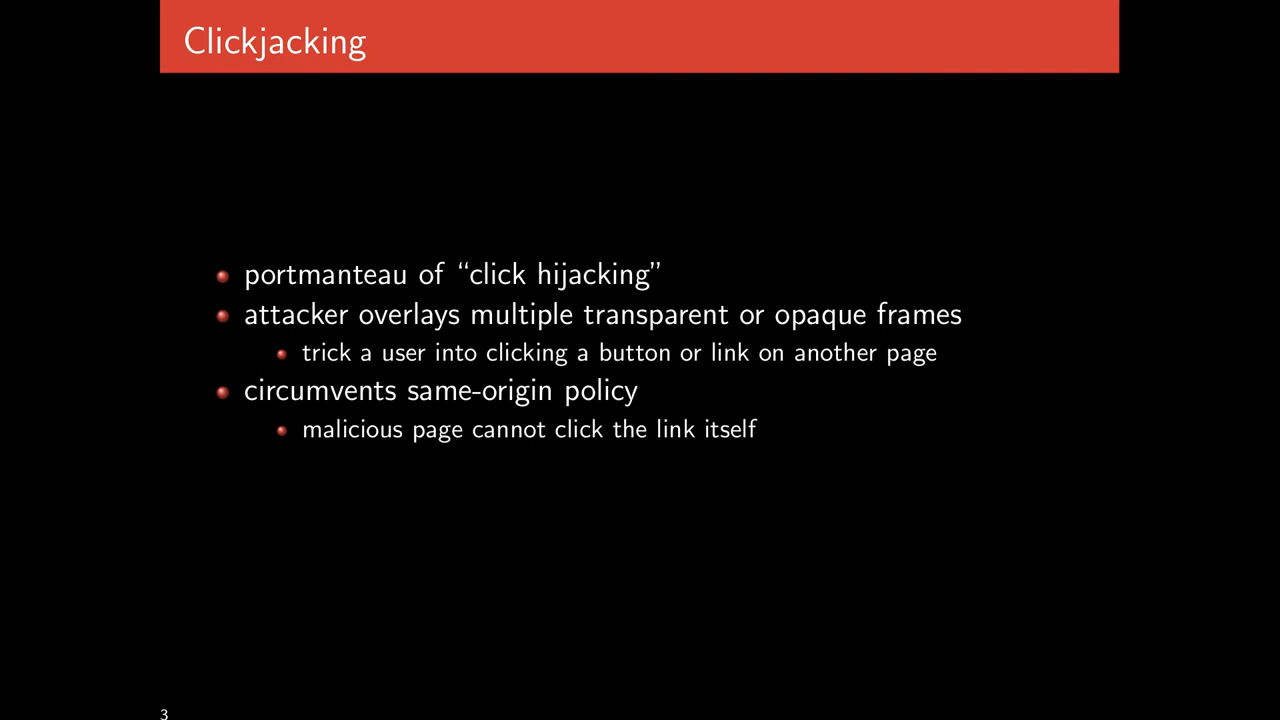 Clickjacking
portmanteau of “click hijacking”
attacker overlays multiple transparent or opaque frames
trick a user into clicking a button or link on another page
circumvents same-origin policy
malicious page cannot click the link itself
3